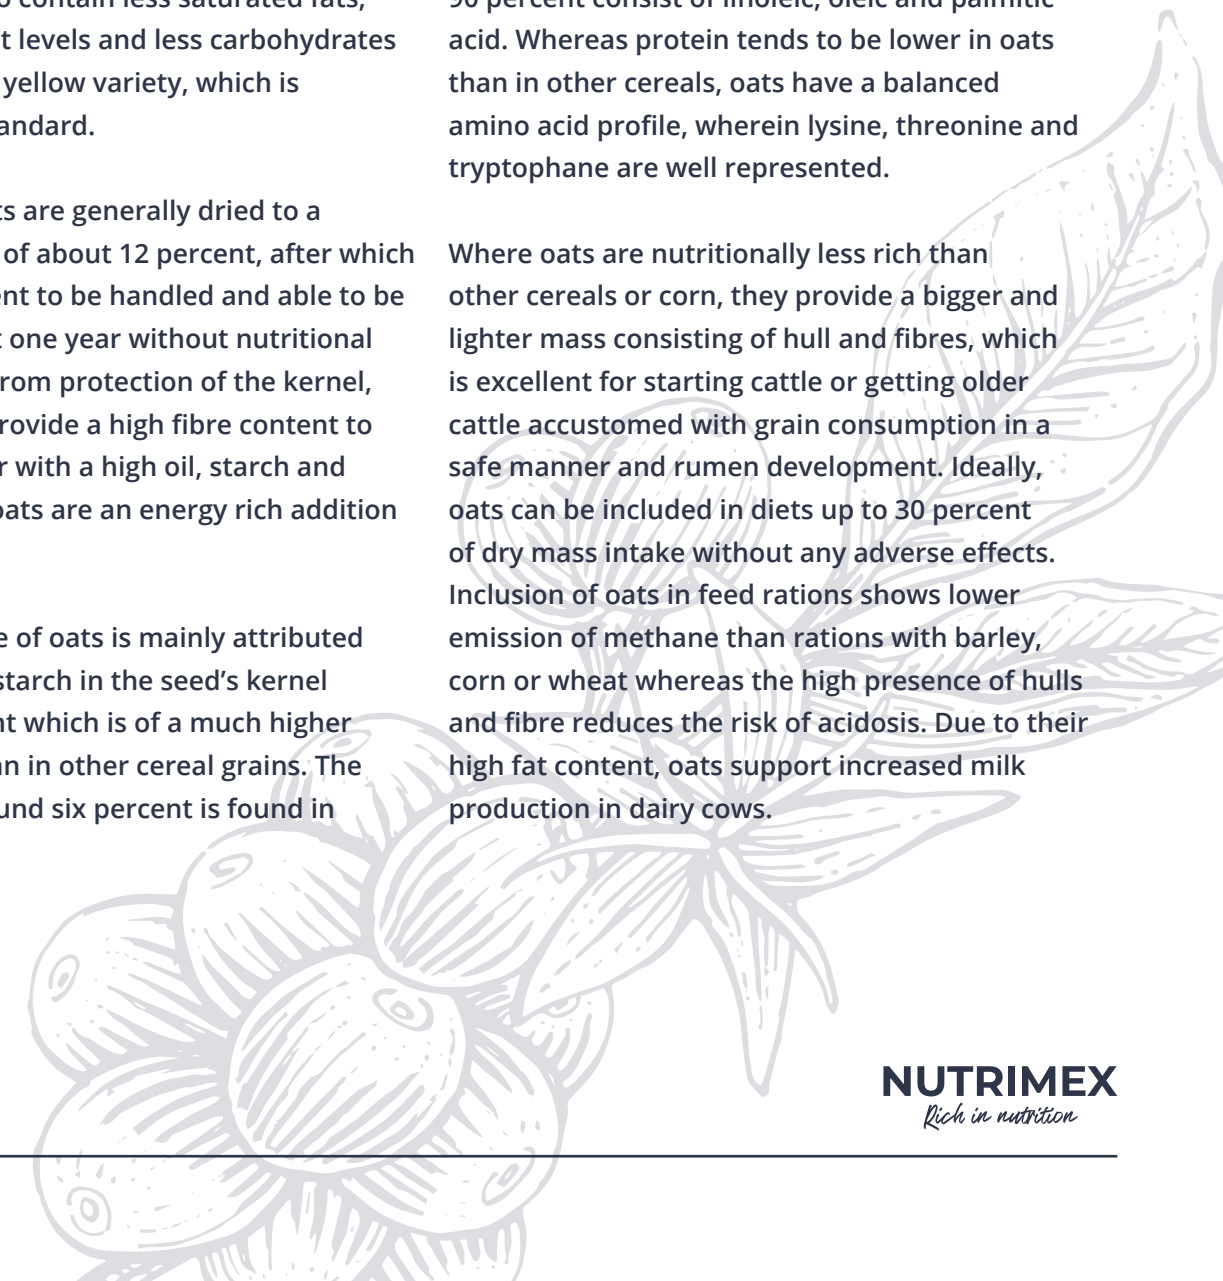 contain less saturated fats,
t levels and less carbohydrates
yellow variety, which is
andard.
ts are generally dried to a
of about 12 percent, after which
ent to be handled and able to be
one year without nutritional
rom protection of the kernel,
rovide a high fibre content to
r with a high oil, starch and
oats are an energy rich addition
e of oats is mainly attributed
starch in the seed’s kernel
nt which is of a much higher
an in other cereal grains. The
und six percent is found in
90 percent consist of linoleic, oleic and palmitic
acid. Whereas protein tends to be lower in oats
than in other cereals, oats have a balanced
amino acid profile, wherein lysine, threonine and
tryptophane are well represented.
Where oats are nutritionally less rich than
other cereals or corn, they provide a bigger and
lighter mass consisting of hull and fibres, which
is excellent for starting cattle or getting older
cattle accustomed with grain consumption in a
safe manner and rumen development. Ideally,
oats can be included in diets up to 30 percent
of dry mass intake without any adverse effects.
Inclusion of oats in feed rations shows lower
emission of methane than rations with barley,
corn or wheat whereas the high presence of hulls
and fibre reduces the risk of acidosis. Due to their
high fat content, oats support increased milk
production in dairy cows.
NUTRIMEX
Rich in nutrition